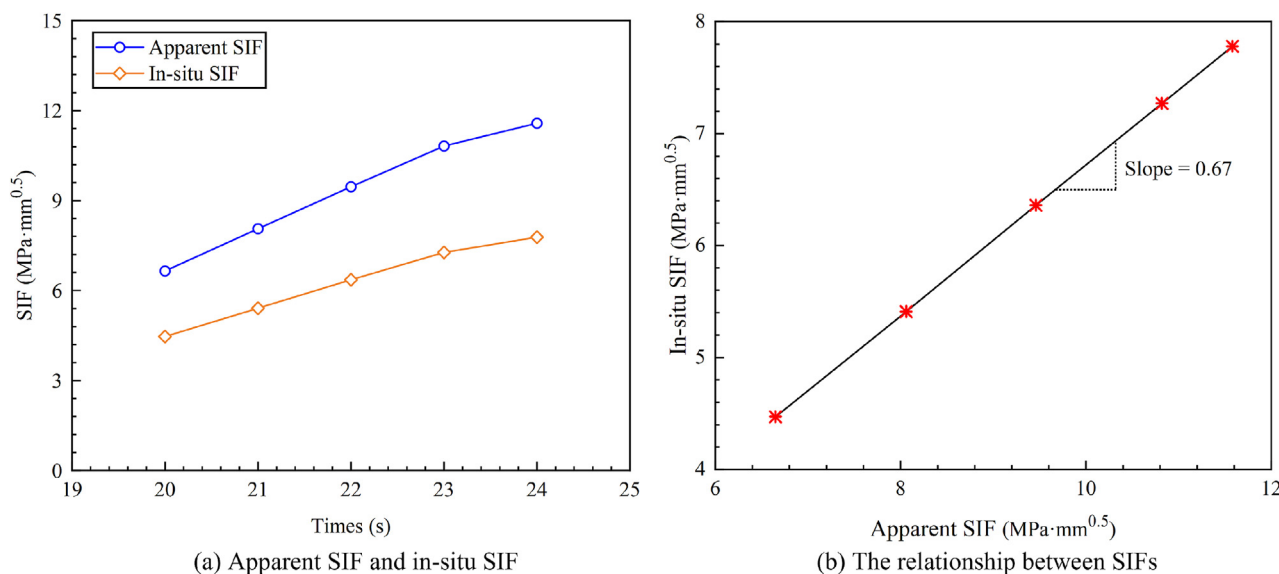 15
12
9
6
3
0
SIF (MPa·mm^0.5)
Apparent SIF
In-situ SIF
19 20 21 22 23 24 25
Times (s)
(a) Apparent SIF and in-situ SIF
8
7
6
5
4
In-situ SIF (MPa·mm^0.5)
Slope = 0.67
6 8 10 12
Apparent SIF (MPa·mm^0.5)
(b) The relationship between SIFs